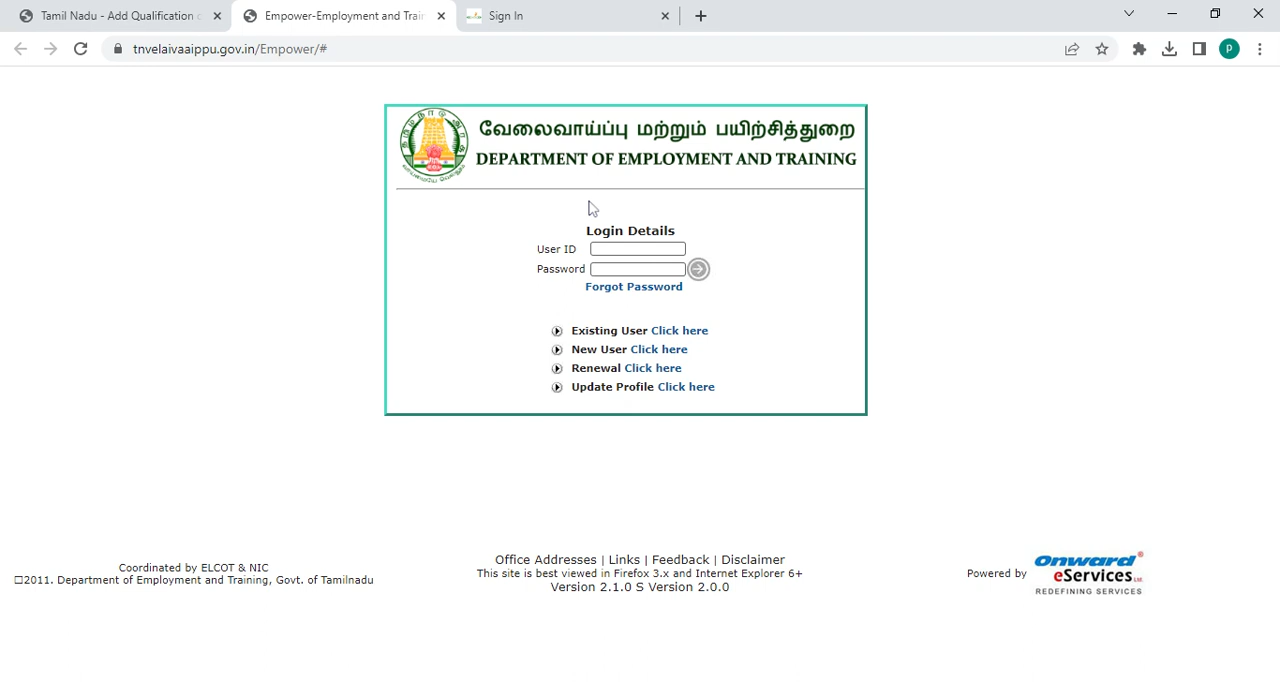 Tamil Nadu - Add Qualification
Empower-Employment and Train
Sign In
tnvelaivaaippu.gov.in/Empower/#
P
வேலைவாய்ப்பு மற்றும் பயிற்சித்துறை
DEPARTMENT OF EMPLOYMENT AND TRAINING
Login Details
User ID
Password
Forgot Password
Existing User Click here
New User Click here
Renewal Click here
Update Profile Click here
Coordinated by ELCOT & NIC
2011. Department of Employment and Training, Govt. of Tamilnadu
Office Addresses | Links | Feedback | Disclaimer
This site is best viewed in Firefox 3.x and Internet Explorer 6+
Version 2.1.0 S Version 2.0.0
Powered by
Onward®
eServices Ltd.
REDEFINING SERVICES